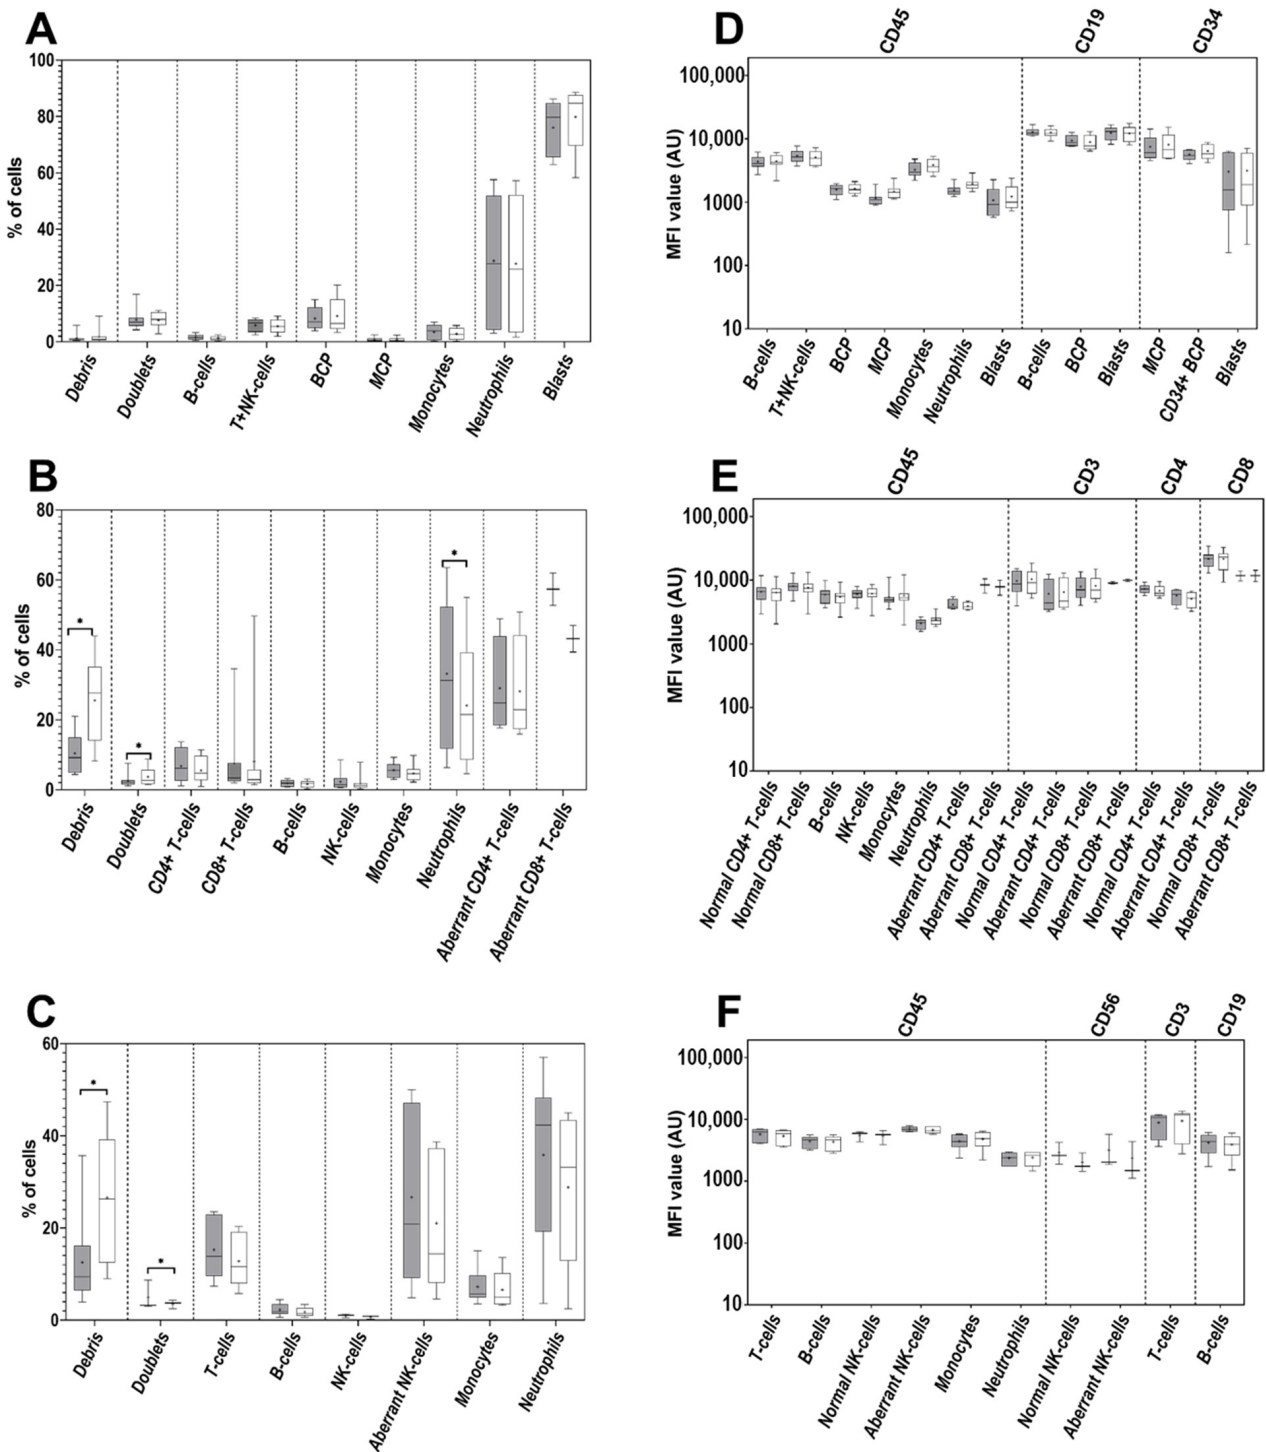 A
100
80
60
40
20
0
% of cells
Debris
Doublets
B-cells
T+NK-cells
BCP
MCP
Monocytes
Neutrophils
Blasts
D
CD45
CD19
CD34
100,000
10,000
1000
100
10
MFI value (AU)
B-cells
T+NK-cells
BCP
MCP
Monocytes
Neutrophils
Blasts
B-cells
BCP
Blasts
MCP
CD34+ BCP
Blasts
B
80
60
40
20
0
% of cells
*
*
*
Debris
Doublets
CD4+ T-cells
CD8+ T-cells
B-cells
NK-cells
Monocytes
Neutrophils
Aberrant CD4+ T-cells
Aberrant CD8+ T-cells
E
CD45
CD3
CD4
CD8
100,000
10,000
1000
100
10
MFI value (AU)
Normal CD4+ T-cells
Normal CD8+ T-cells
B-cells
NK-cells
Monocytes
Neutrophils
Aberrant CD4+ T-cells
Aberrant CD8+ T-cells
Normal CD4+ T-cells
Aberrant CD4+ T-cells
Normal CD8+ T-cells
Aberrant CD8+ T-cells
Normal CD4+ T-cells
Aberrant CD4+ T-cells
Normal CD8+ T-cells
Aberrant CD8+ T-cells
C
60
40
20
0
% of cells
*
*
Debris
Doublets
T-cells
B-cells
NK-cells
Aberrant NK-cells
Monocytes
Neutrophils
F
CD45
CD56
CD3
CD19
100,000
10,000
1000
100
10
MFI value (AU)
T-cells
B-cells
Normal NK-cells
Aberrant NK-cells
Monocytes
Neutrophils
Normal NK-cells
Aberrant NK-cells
T-cells
B-cells